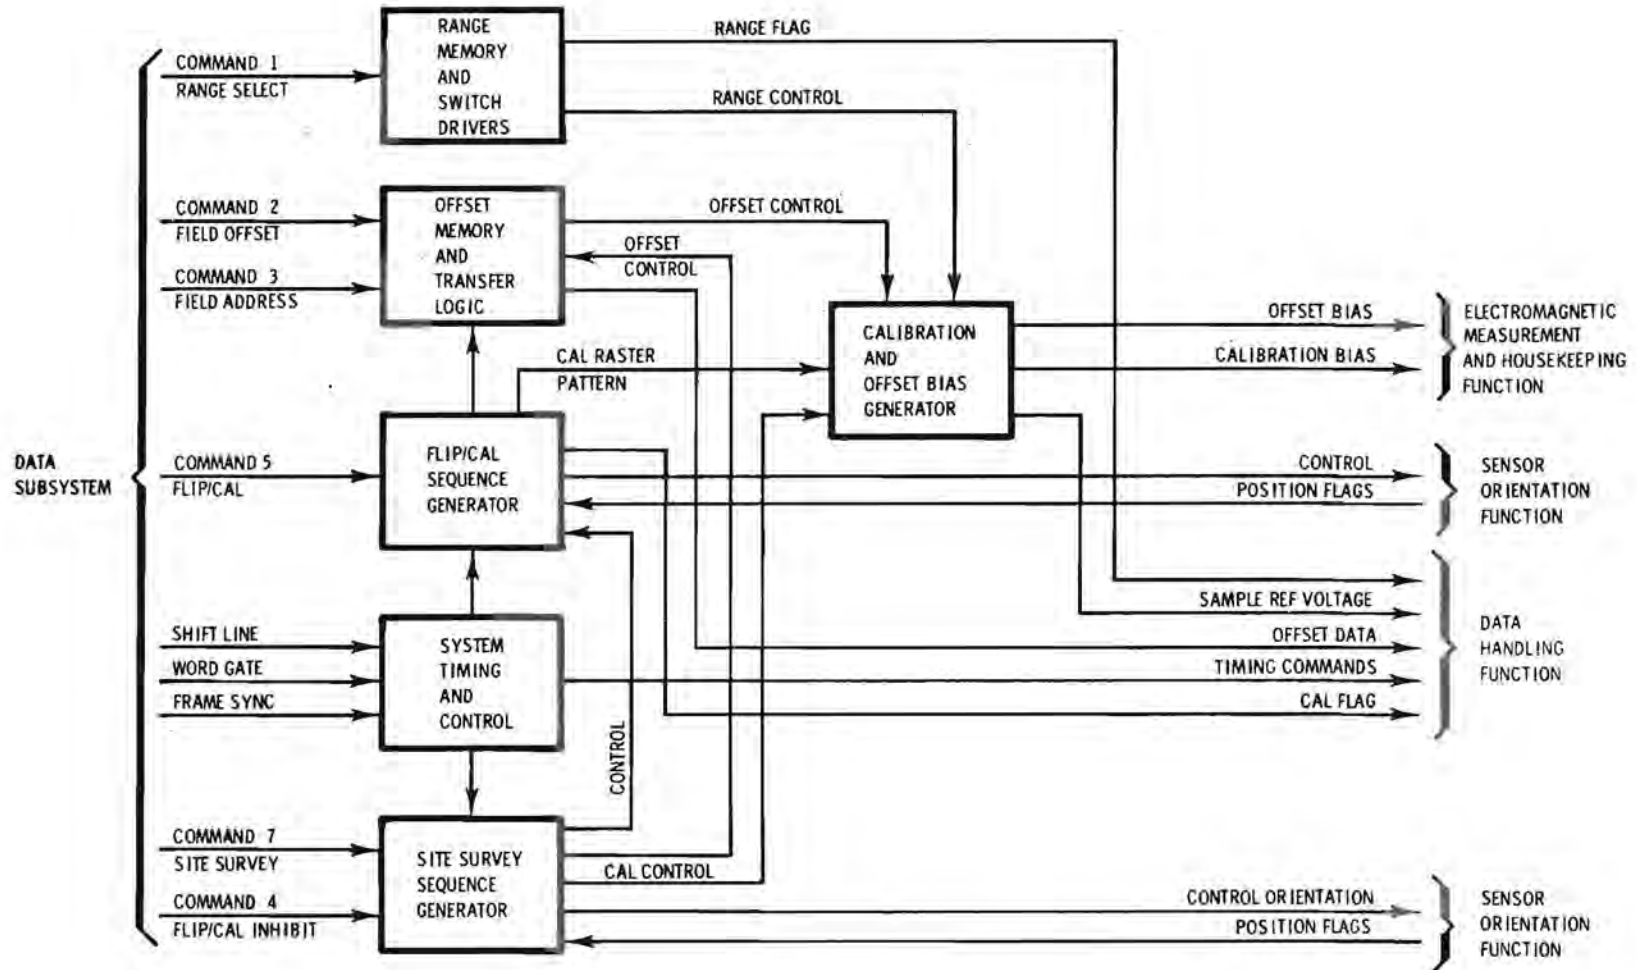 DATA
SUBSYSTEM
COMMAND 1
RANGE SELECT
COMMAND 2
FIELD OFFSET
COMMAND 3
FIELD ADDRESS
COMMAND 5
FLIP/CAL
SHIFT LINE
WORD GATE
FRAME SYNC
COMMAND 7
SITE SURVEY
COMMAND 4
FLIP/CAL INHIBIT
RANGE
MEMORY
AND
SWITCH
DRIVERS
OFFSET
MEMORY
AND
TRANSFER
LOGIC
FLIP/CAL
SEQUENCE
GENERATOR
SYSTEM
TIMING
AND
CONTROL
SITE SURVEY
SEQUENCE
GENERATOR
RANGE FLAG
RANGE CONTROL
OFFSET CONTROL
OFFSET
CONTROL
CAL RASTER
PATTERN
CONTROL
CAL CONTROL
CALIBRATION
AND
OFFSET BIAS
GENERATOR
OFFSET BIAS
CALIBRATION BIAS
CONTROL
POSITION FLAGS
SAMPLE REF VOLTAGE
OFFSET DATA
TIMING COMMANDS
CAL FLAG
CONTROL ORIENTATION
POSITION FLAGS
ELECTROMAGNETIC
MEASUREMENT
AND HOUSEKEEPING
FUNCTION
SENSOR
ORIENTATION
FUNCTION
DATA
HANDLING
FUNCTION
SENSOR
ORIENTATION
FUNCTION